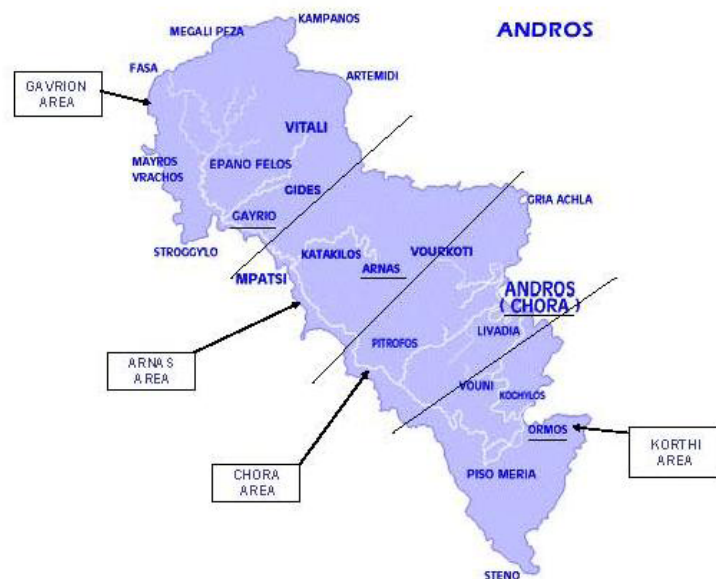 KAMPANOS
ANDROS
MEGALI PEZA
FASA
ARTEMIDI
GAVRION
AREA
VITALI
MAYROS
VRACHOS
EPANO FELOS
GIDES
GRIA ACHLA
GAYRIO
STROGGYLO
KATAKILOS
VOURKOTI
ARNAS
MPATSI
ANDROS
(CHORA)
LIVADIA
PITROFOS
ARNAS
AREA
VOUNI
KOCHYLOS
ORMOS
KORTHI
AREA
CHORA
AREA
PISO MERIA
STENO